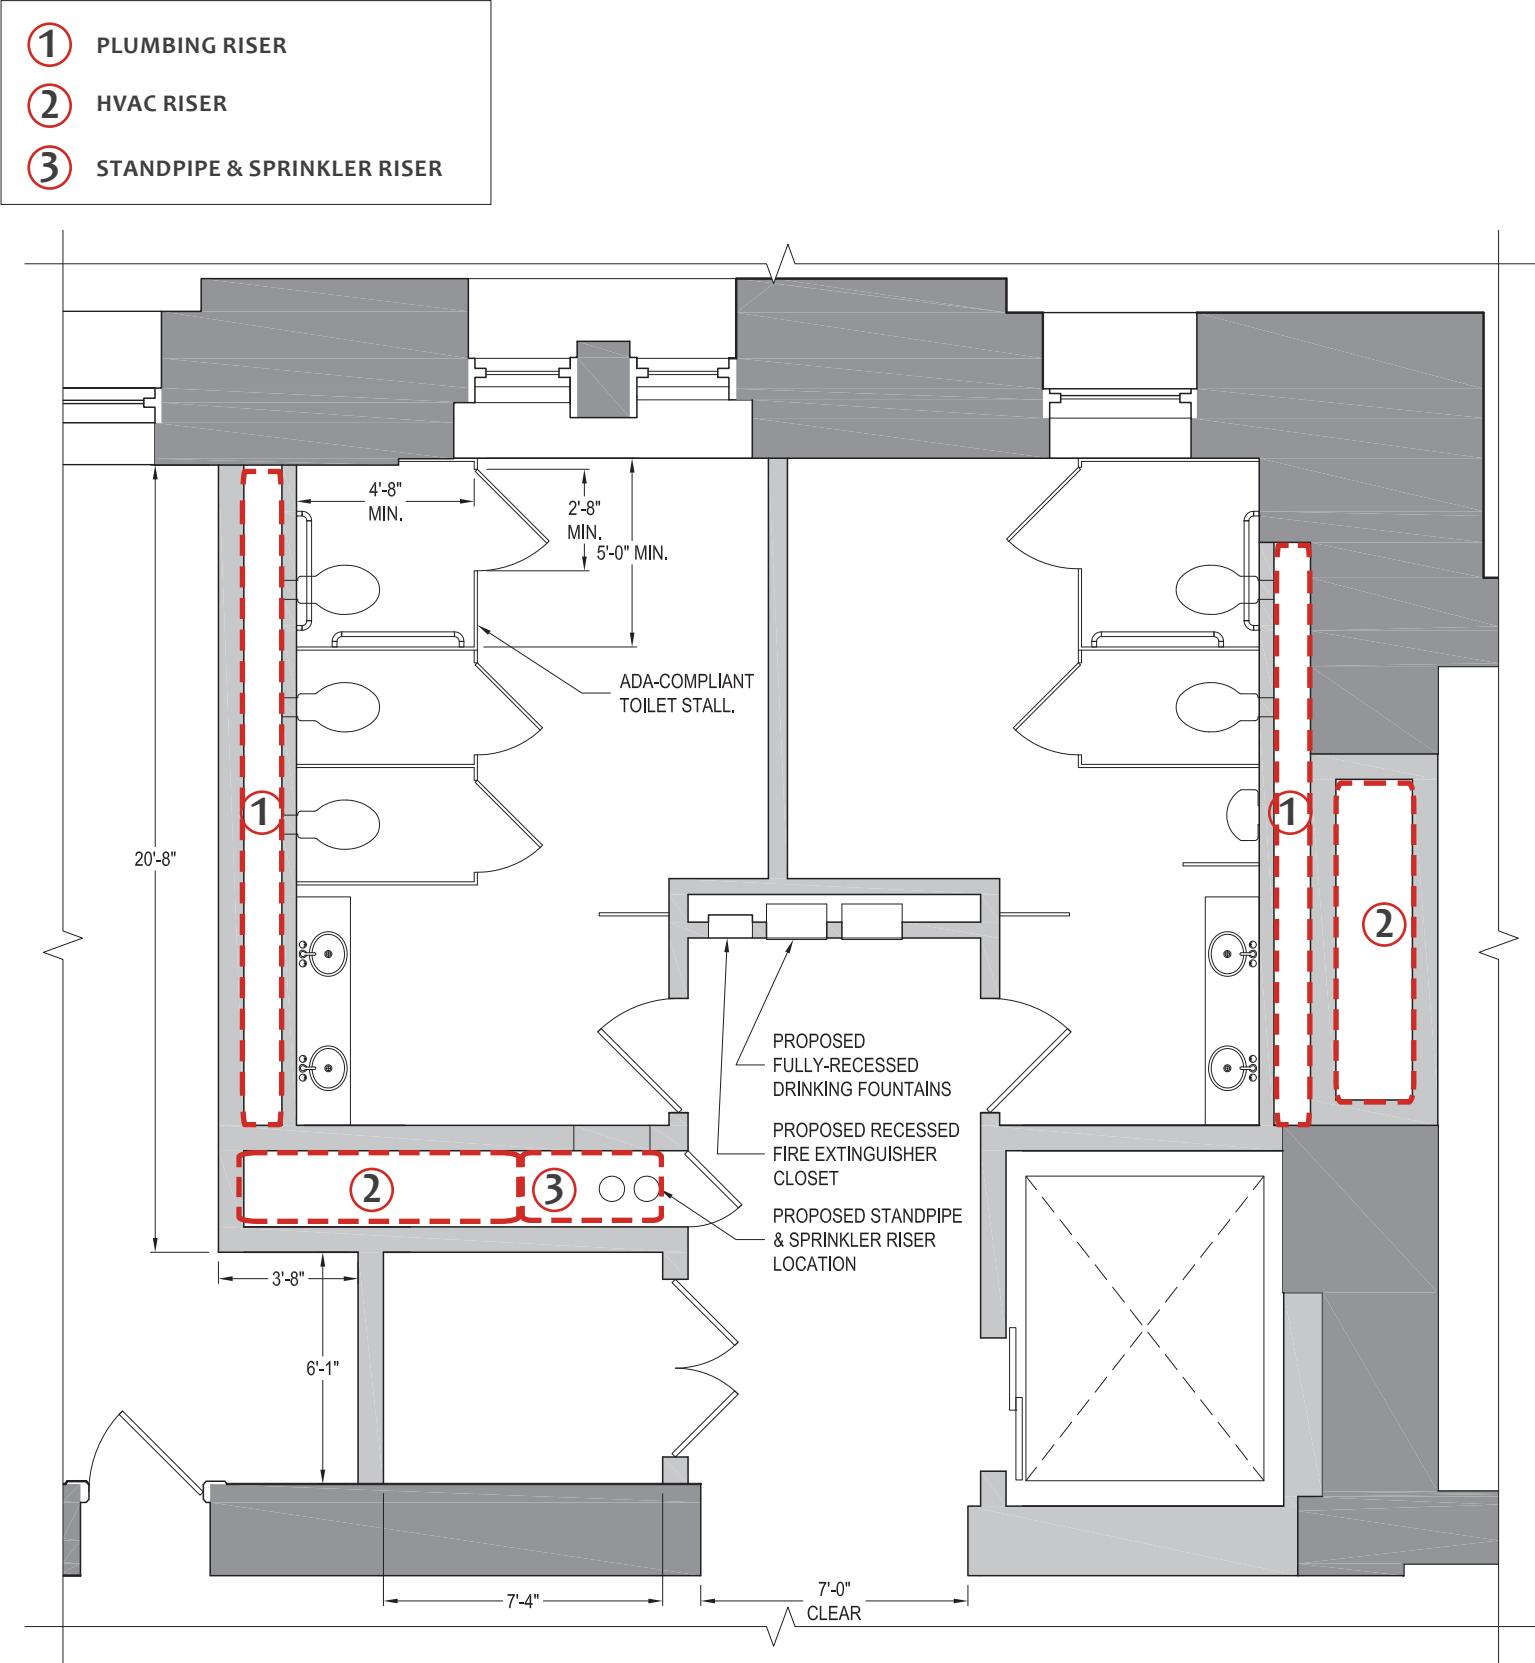 1 PLUMBING RISER
2 HVAC RISER
3 STANDPIPE & SPRINKLER RISER
4'-8"
MIN.
2'-8"
MIN.
5'-0" MIN.
ADA-COMPLIANT
TOILET STALL.
1
1
20'-8"
2
PROPOSED
FULLY-RECESSED
DRINKING FOUNTAINS
PROPOSED RECESSED
FIRE EXTINGUISHER
CLOSET
2
3
PROPOSED STANDPIPE
& SPRINKLER RISER
LOCATION
3'-8"
6'-1"
7'-4"
7'-0"
CLEAR